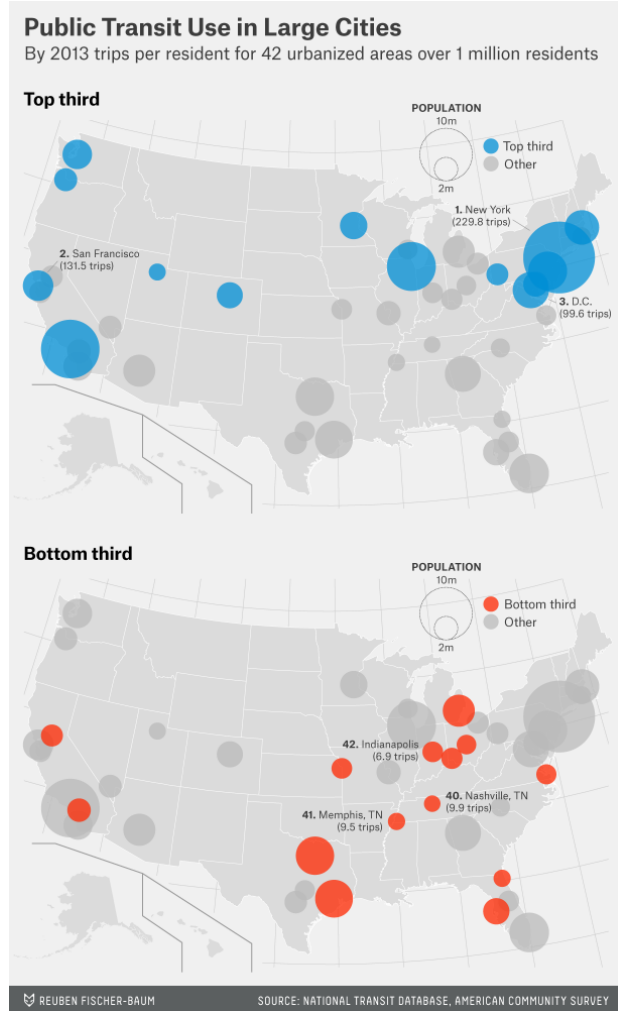 Public Transit Use in Large Cities
By 2013 trips per resident for 42 urbanized areas over 1 million residents
Top third
POPULATION
10m
2m
Top third
Other
1. New York
(229.8 trips)
2. San Francisco
(131.5 trips)
3. D.C.
(99.6 trips)
Bottom third
POPULATION
10m
2m
Bottom third
Other
42. Indianapolis
(6.9 trips)
40. Nashville, TN
(9.9 trips)
41. Memphis, TN
(9.5 trips)
REUBEN FISCHER-BAUM
SOURCE: NATIONAL TRANSIT DATABASE, AMERICAN COMMUNITY SURVEY